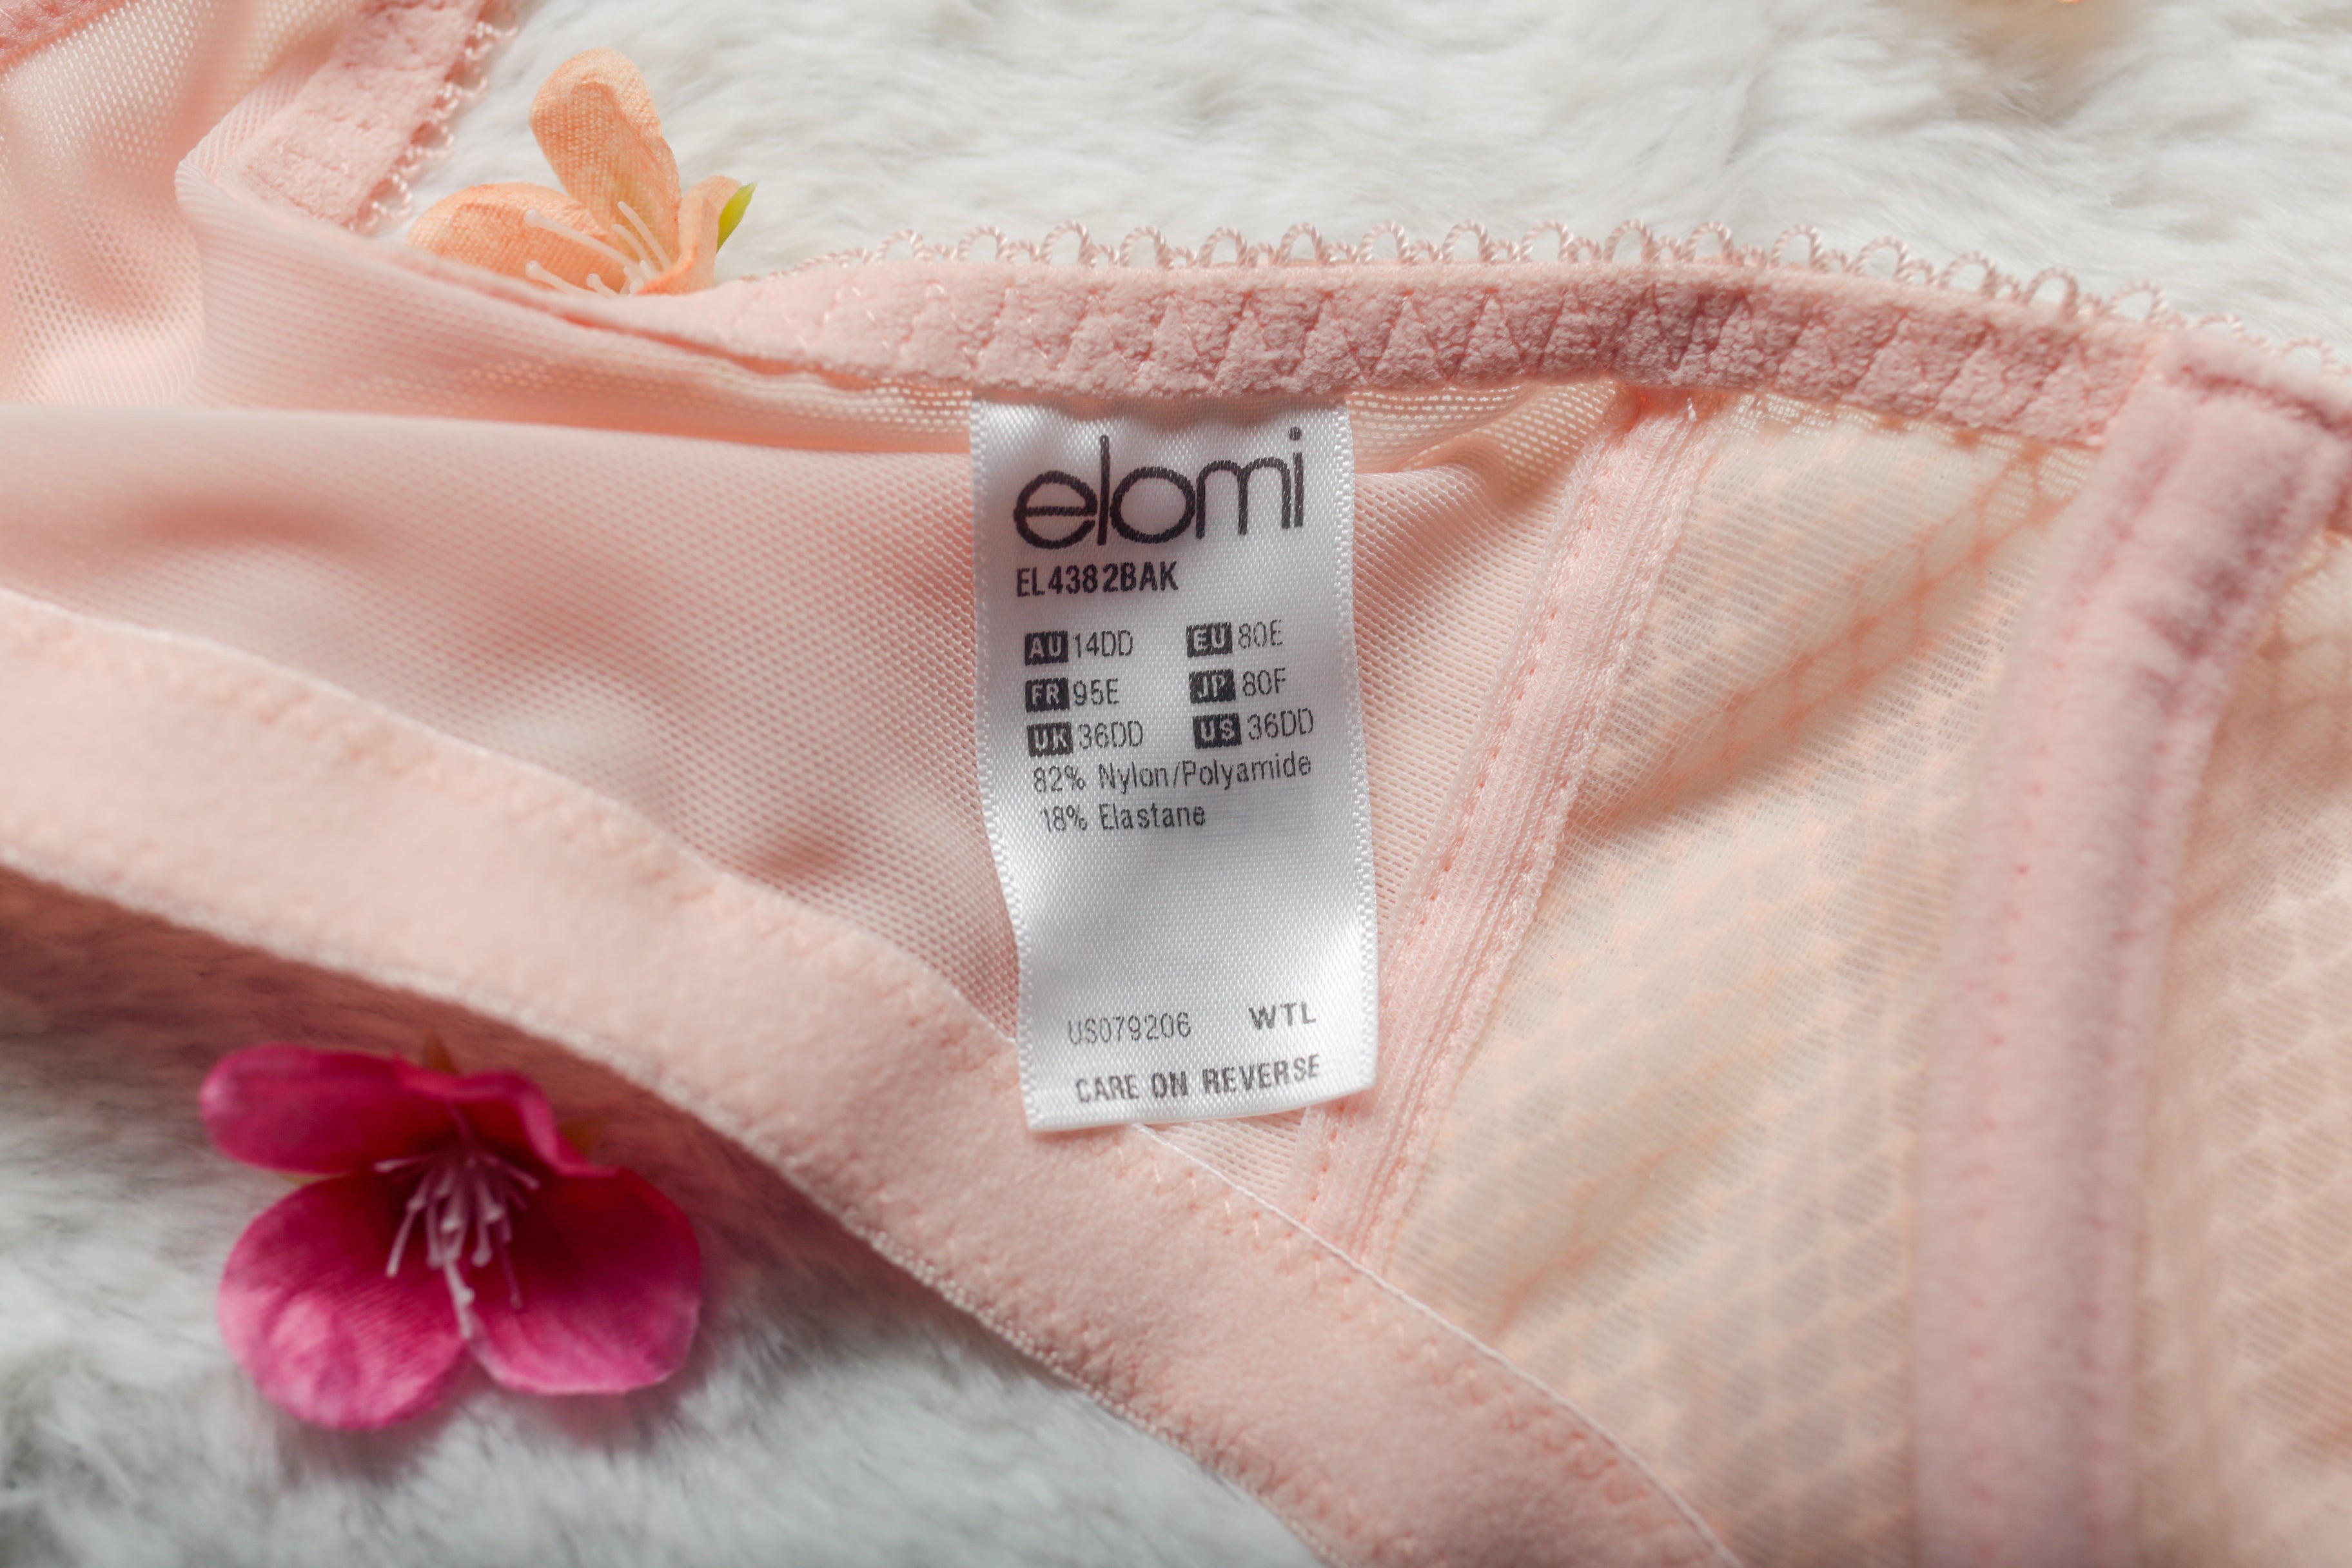 elomi
EL4382BAK
AU 14DD EU 80E
FR 95E JP 80F
UK 36DD US 36DD
82% Nylon/Polyamide
18% Elastane
US079206 WTL
CARE ON REVERSE